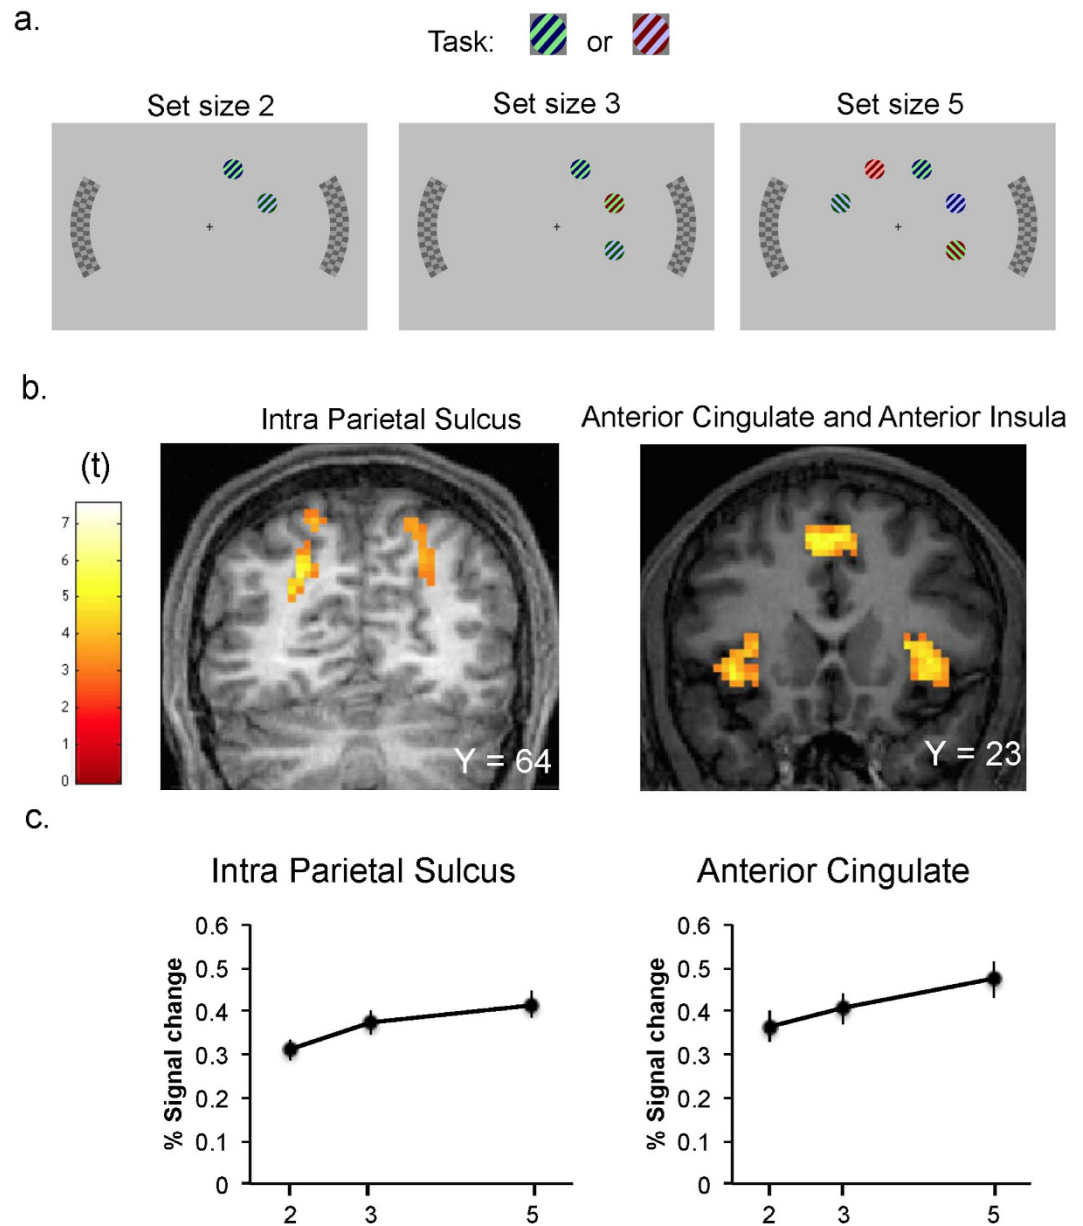 a.
Task: or
Set size 2 Set size 3 Set size 5
b.
Intra Parietal Sulcus Anterior Cingulate and Anterior Insula
(t)
7
6
5
4
3
2
1
0
Y = 64
Y = 23
c.
Intra Parietal Sulcus
% Signal change
0.6
0.5
0.4
0.3
0.2
0.1
0
2 3 5
Anterior Cingulate
% Signal change
0.6
0.5
0.4
0.3
0.2
0.1
0
2 3 5